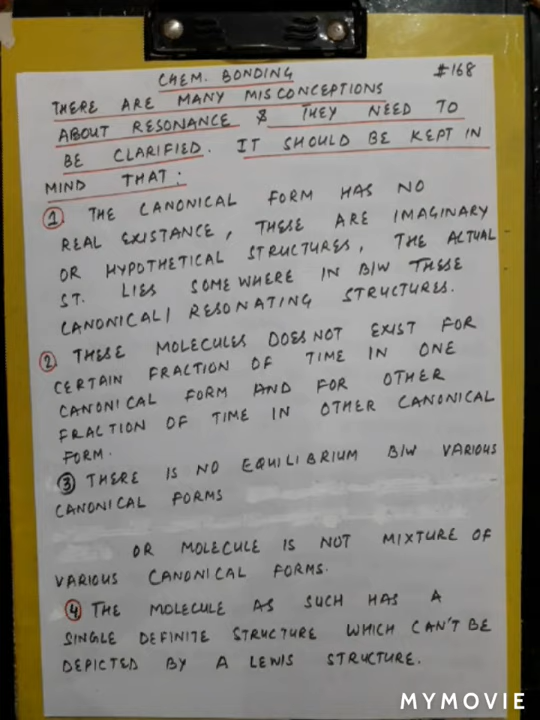 CHEM. BONDING #168
THERE ARE MANY MISCONCEPTIONS
ABOUT RESONANCE & THEY NEED TO
BE CLARIFIED. IT SHOULD BE KEPT IN
MIND THAT:
1 THE CANONICAL FORM HAS NO
REAL EXISTANCE, THESE ARE IMAGINARY
OR HYPOTHETICAL STRUCTURES, THE ACTUAL
ST. LIES SOMEWHERE IN B/W THESE
CANONICAL/RESONATING STRUCTURES.
2. THESE MOLECULES DOES NOT EXIST FOR
CERTAIN FRACTION OF TIME IN ONE
CANONICAL FORM AND FOR OTHER
FRACTION OF TIME IN OTHER CANONICAL
FORM.
3 THERE IS NO EQUILIBRIUM B/W VARIOUS
CANONICAL FORMS
OR MOLECULE IS NOT MIXTURE OF
VARIOUS CANONICAL FORMS.
4 THE MOLECULE AS SUCH HAS A
SINGLE DEFINITE STRUCTURE WHICH CAN'T BE
DEPICTED BY A LEWIS STRUCTURE.
MYMOVIE